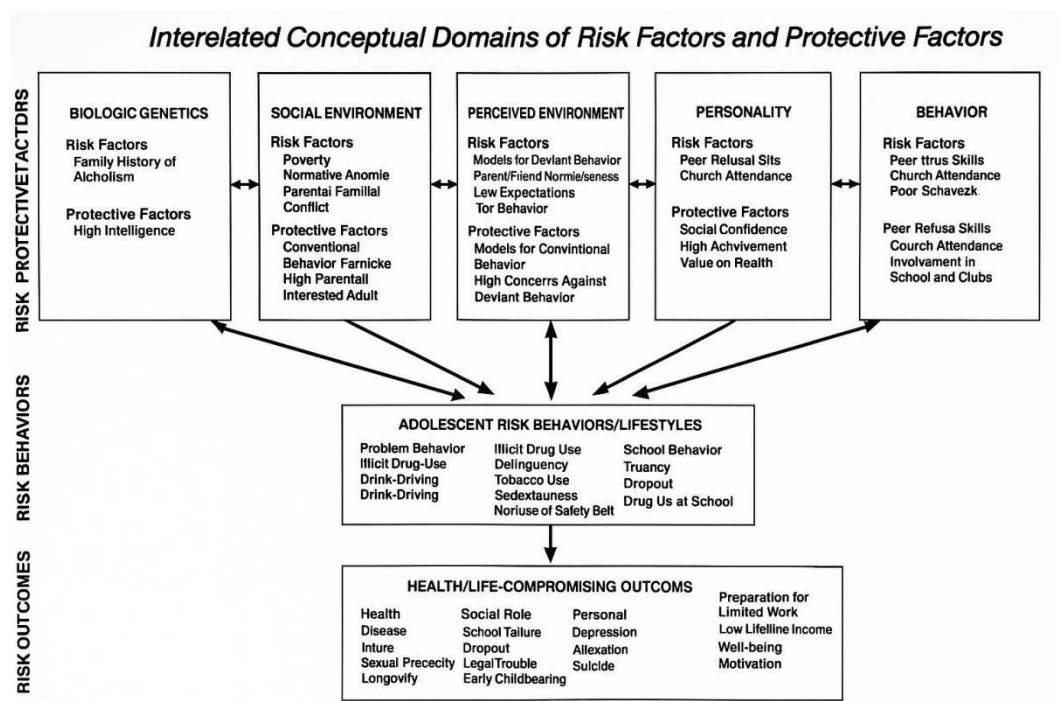 Interelated Conceptual Domains of Risk Factors and Protective Factors
RISK PROTECTIVETACTDRS
BIOLOGIC GENETICS
Risk Factors
Family History of
Alcholism
Protective Factors
High Intelligence
SOCIAL ENVIRONMENT
Risk Factors
Poverty
Normative Anomie
Parentai Famillal
Conflict
Protective Factors
Conventional
Behavior Farnicke
High Parentall
Interested Adult
PERCEIVED ENVIRONMENT
Risk Factors
Models for Devlant Behavior
Parent/Friend Normie/seness
Lew Expectations
Tor Behavior
Protective Factors
Models for Convintional
Behavior
High Concerrs Against
Deviant Behavior
PERSONALITY
Risk Factors
Peer Relusal Sits
Church Attendance
Protective Factors
Social Confidence
High Achvivement
Value on Realth
BEHAVIOR
Risk Factors
Peer ttrus Skills
Church Attendance
Poor Schavezk
Peer Refusa Skills
Courch Attendance
Involvament in
School and Clubs
RISK BEHAVIORS
ADOLESCENT RISK BEHAVIORS/LIFESTYLES
Problem Behavior
Illicit Drug-Use
Drink-Driving
Drink-Driving
Illicit Drug Use
Delinguency
Tobacco Use
Sedextauness
Noriuse of Safety Belt
School Behavior
Truancy
Dropout
Drug Us at School
RISK OUTCOMES
HEALTH/LIFE-COMPROMISING OUTCOMS
Health
Disease
Inture
Sexual Prececity
Longovify
Social Role
School Tailure
Dropout
Legal Trouble
Early Childbearing
Personal
Depression
Allexation
Sulcide
Preparation for
Limited Work
Low Lifelline Income
Well-being
Motivation